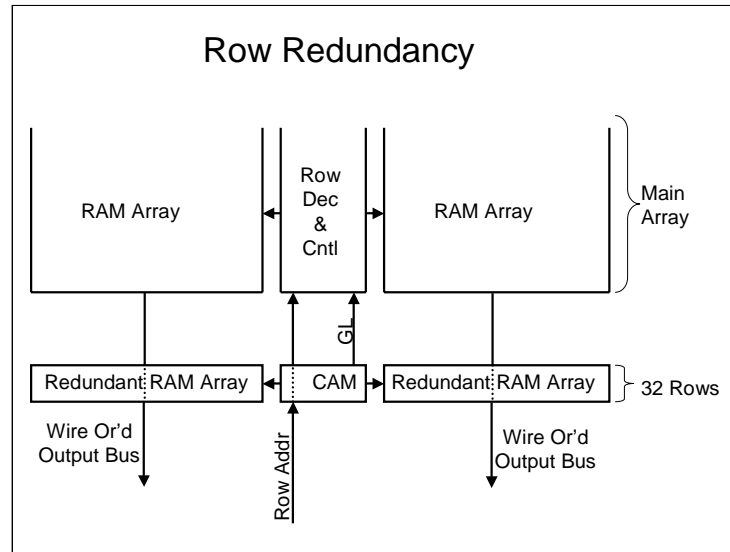 Row Redundancy
RAM Array
Row
Dec
&
Cntl
RAM Array
Main
Array
GL
Redundant RAM Array
CAM
Redundant RAM Array
32 Rows
Wire Or'd
Output Bus
Row Addr
Wire Or'd
Output Bus